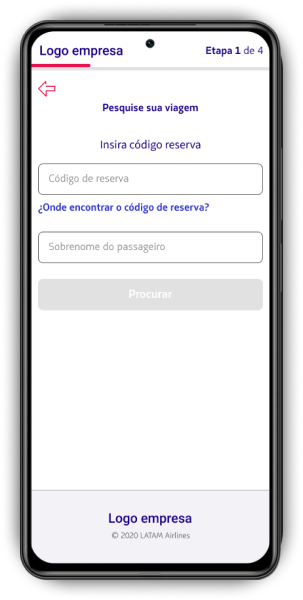 Logo empresa
Etapa 1 de 4
Pesquise sua viagem
Insira código reserva
Código de reserva
¿Onde encontrar o código de reserva?
Sobrenome do passageiro
Procurar
Logo empresa
© 2020 LATAM Airlines